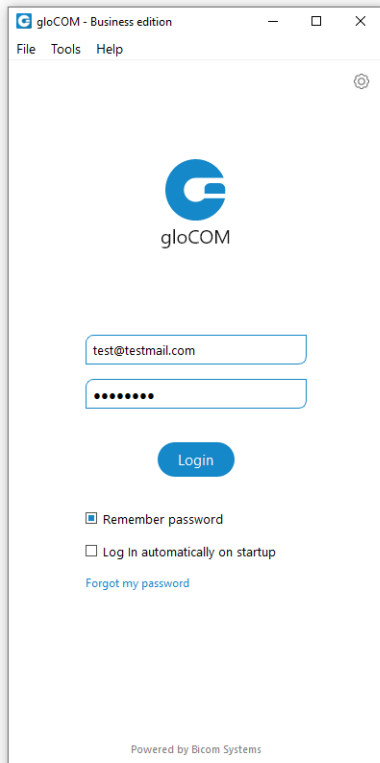 gloCOM - Business edition
File Tools Help
gloCOM
test@testmail.com
●●●●●●●●
Login
Remember password
Log In automatically on startup
Forgot my password
Powered by Bicom Systems